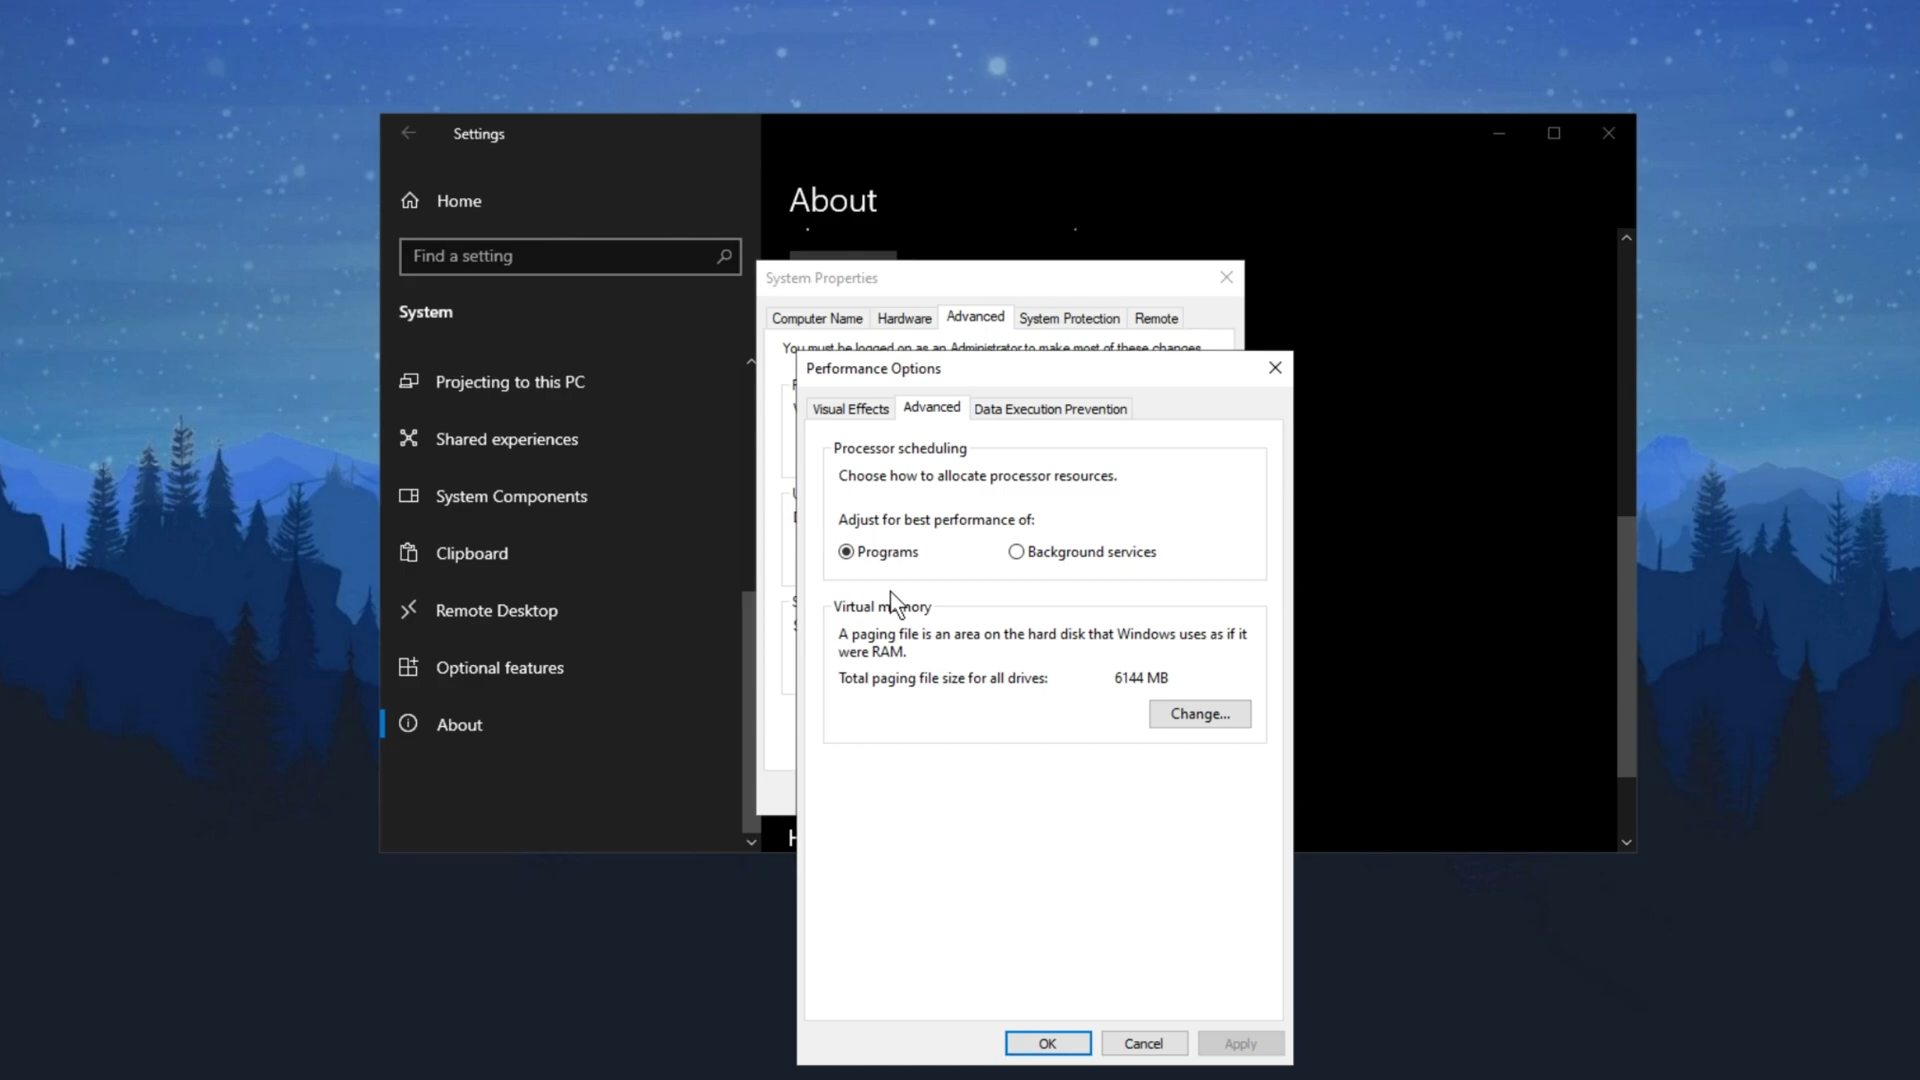 Settings
Home
Find a setting
System
Projecting to this PC
Shared experiences
System Components
Clipboard
Remote Desktop
Optional features
About
About
System Properties
Computer Name
Hardware
Advanced
System Protection
Remote
You must be logged on as an Administrator to make most of these changes
Performance Options
Visual Effects
Advanced
Data Execution Prevention
Processor scheduling
Choose how to allocate processor resources.
Adjust for best performance of:
Programs
Background services
Virtual memory
A paging file is an area on the hard disk that Windows uses as if it
were RAM.
Total paging file size for all drives:
6144 MB
Change...
OK
Cancel
Apply